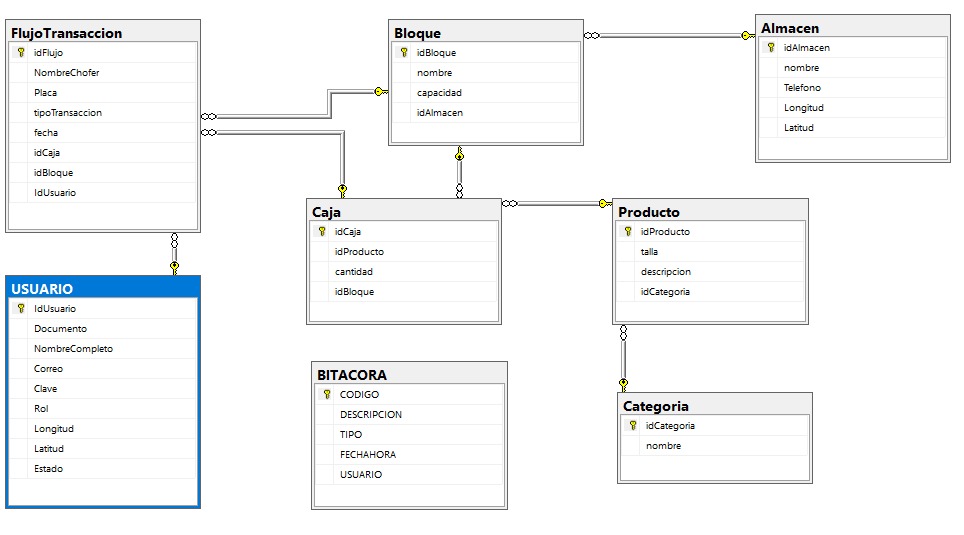 FlujoTransaccion
idFlujo
NombreChofer
Placa
tipoTransaccion
fecha
idCaja
idBloque
IdUsuario
Bloque
idBloque
nombre
capacidad
idAlmacen
Almacen
idAlmacen
nombre
Telefono
Longitud
Latitud
Caja
idCaja
idProducto
cantidad
idBloque
Producto
idProducto
talla
descripcion
idCategoria
USUARIO
IdUsuario
Documento
NombreCompleto
Correo
Clave
Rol
Longitud
Latitud
Estado
BITACORA
CODIGO
DESCRIPCION
TIPO
FECHAHORA
USUARIO
Categoria
idCategoria
nombre